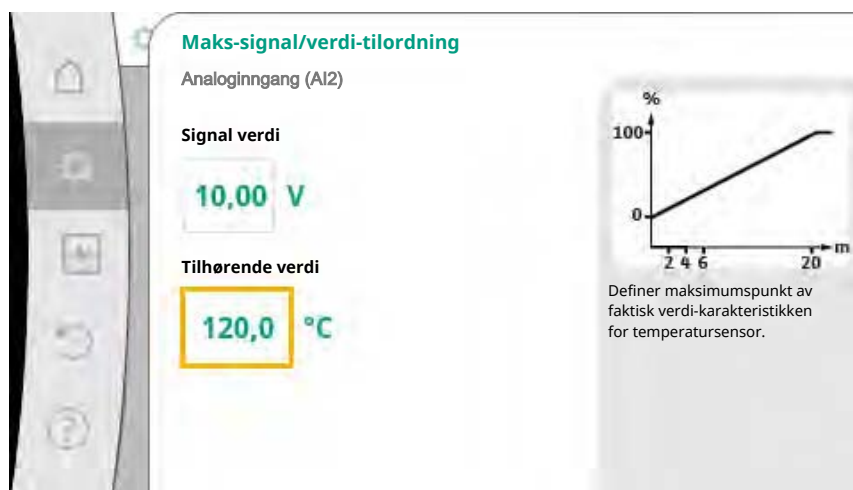 Maks-signal/verdi-tilordning
Analoginngang (AI2)
Signal verdi
10,00 V
Tilhørende verdi
120,0 °C
%
100
0
2 4 6 20 m
Definer maksimumspunkt av
faktisk verdi-karakteristikken
for temperatursensor.